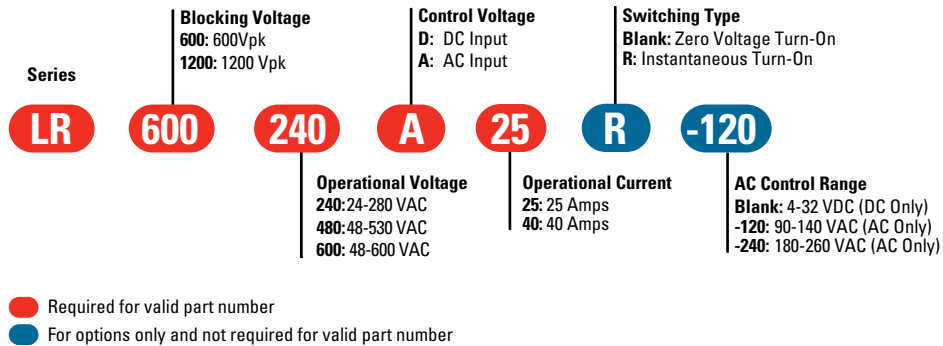 Blocking Voltage
600: 600Vpk
1200: 1200 Vpk
Control Voltage
D: DC Input
A: AC Input
Switching Type
Blank: Zero Voltage Turn-On
R: Instantaneous Turn-On
Series
LR 600 240 A 25 R -120
Operational Voltage
240:24-280 VAC
480:48-530 VAC
600: 48-600 VAC
Operational Current
25: 25 Amps
40: 40 Amps
AC Control Range
Blank: 4-32 VDC (DC Only)
-120: 90-140 VAC (AC Only)
-240: 180-260 VAC (AC Only)
Required for valid part number
For options only and not required for valid part number